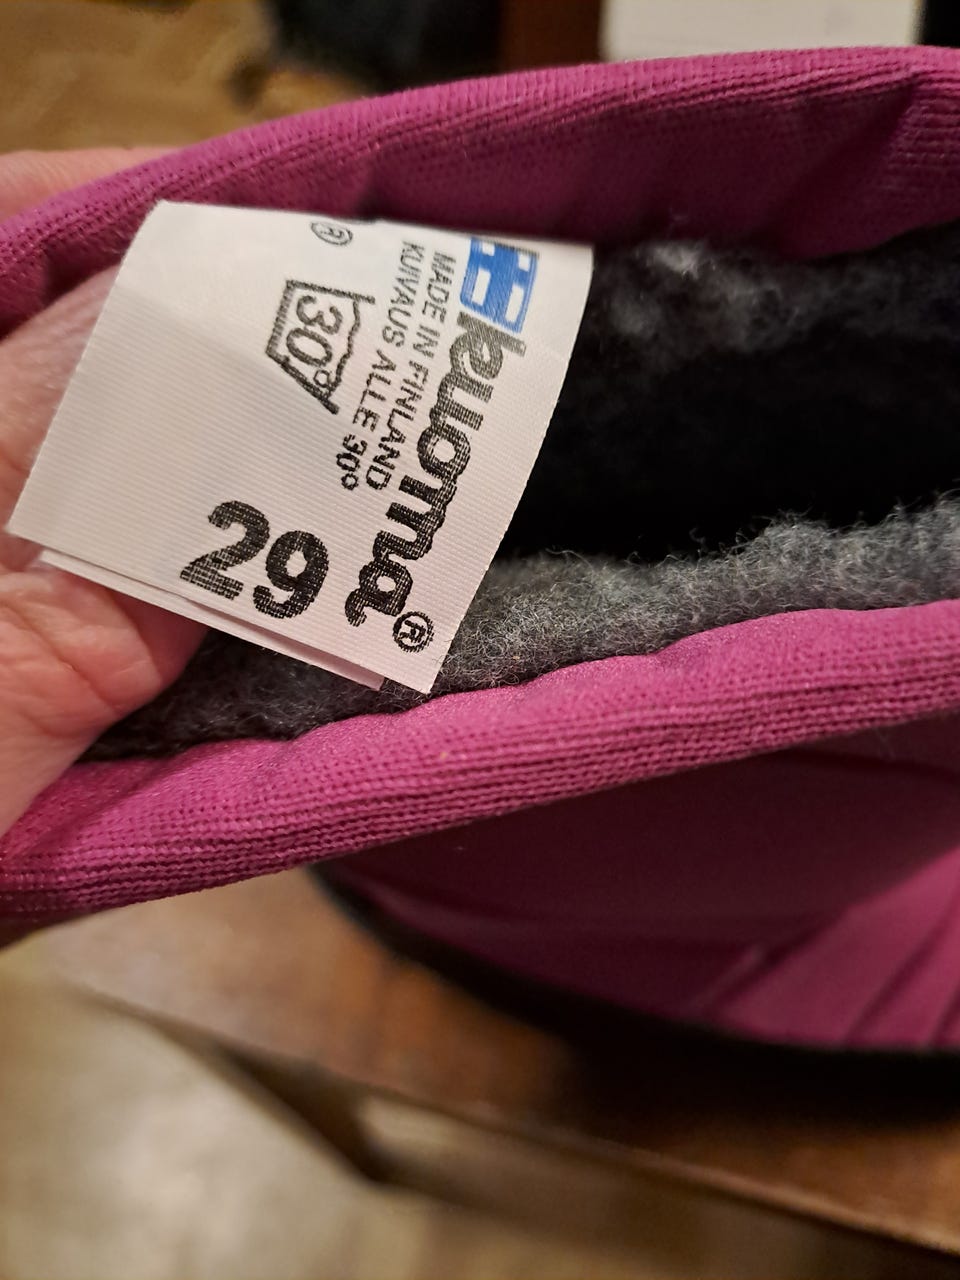 kuoma®
MADE IN FINLAND
KUIVAUS ALLE 30°
30°
29
®